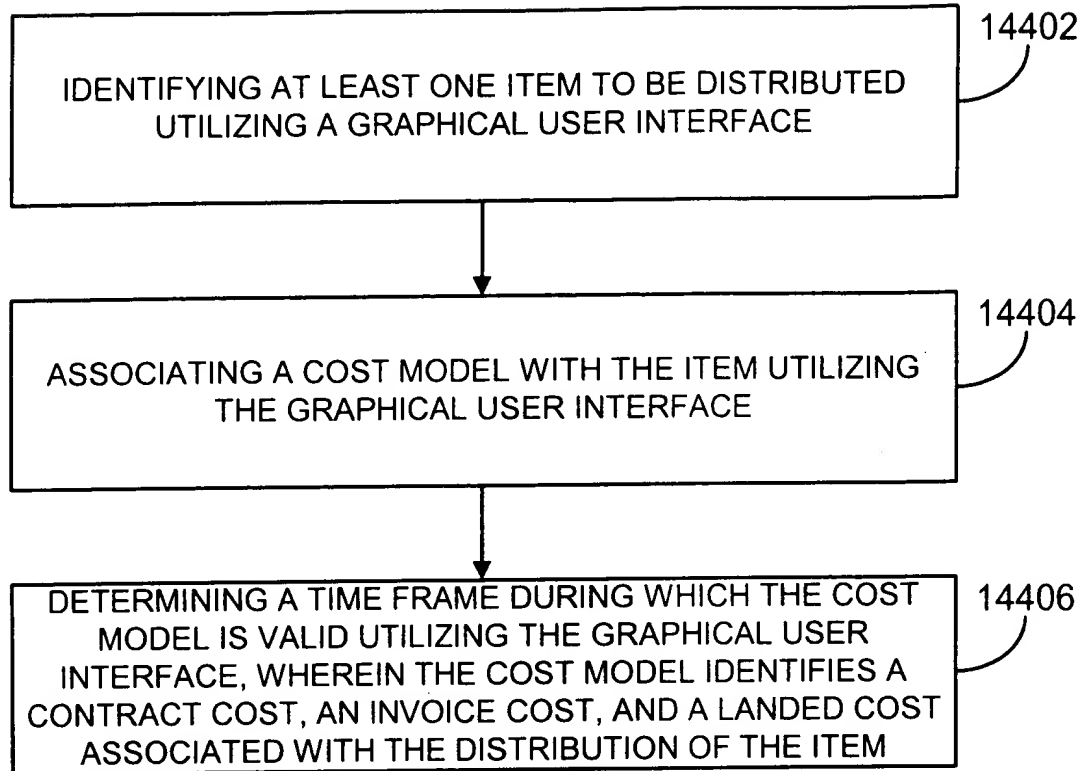 14402
IDENTIFYING AT LEAST ONE ITEM TO BE DISTRIBUTED
UTILIZING A GRAPHICAL USER INTERFACE
14404
ASSOCIATING A COST MODEL WITH THE ITEM UTILIZING
THE GRAPHICAL USER INTERFACE
14406
DETERMINING A TIME FRAME DURING WHICH THE COST
MODEL IS VALID UTILIZING THE GRAPHICAL USER
INTERFACE, WHEREIN THE COST MODEL IDENTIFIES A
CONTRACT COST, AN INVOICE COST, AND A LANDED COST
ASSOCIATED WITH THE DISTRIBUTION OF THE ITEM